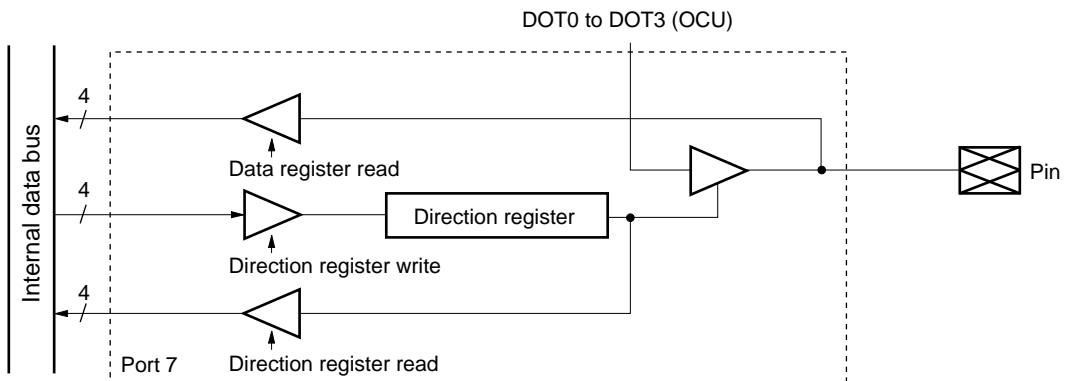 DOT0 to DOT3 (OCU)
Internal data bus
4
Data register read
Pin
4
Direction register
Direction register write
4
Port 7
Direction register read